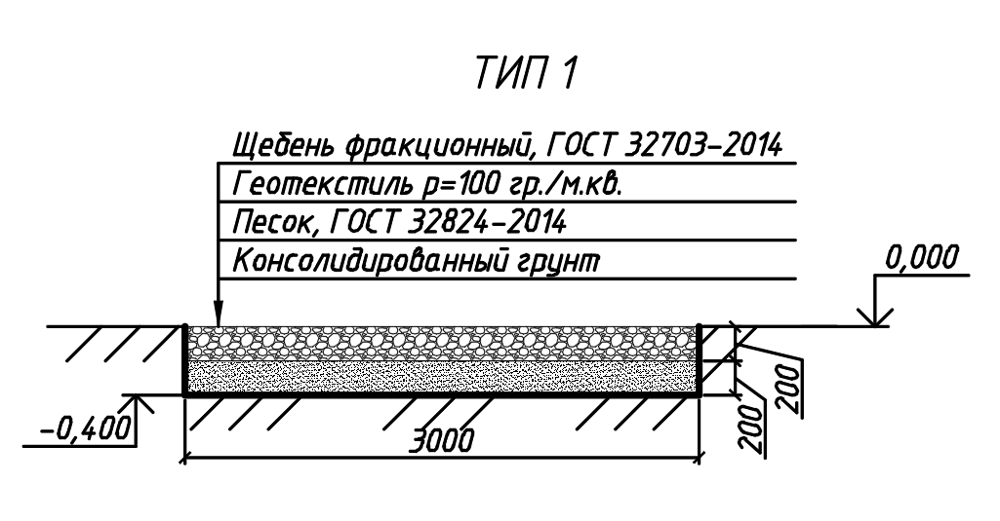 ТИП 1
Щебень фракционный, ГОСТ 32703-2014
Геотекстиль p=100 гр./м.кв.
Песок, ГОСТ 32824-2014
Консолидированный грунт
0,000
200
200
-0,400
3000